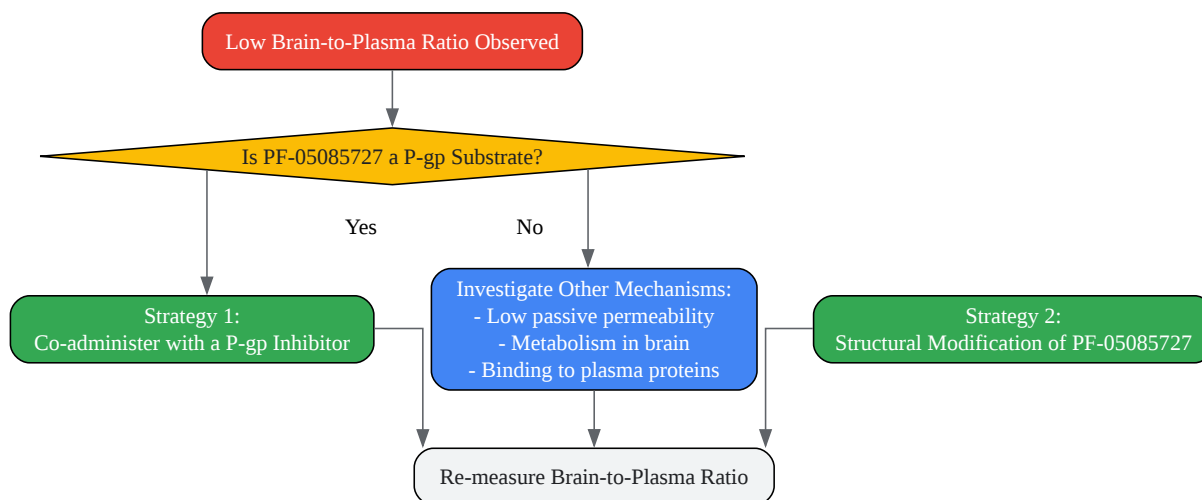 Low Brain-to-Plasma Ratio Observed
Is PF-05085727 a P-gp Substrate?
Yes
No
Strategy 1:
Co-administer with a P-gp Inhibitor
Investigate Other Mechanisms:
- Low passive permeability
- Metabolism in brain
- Binding to plasma proteins
Strategy 2:
Structural Modification of PF-05085727
Re-measure Brain-to-Plasma Ratio